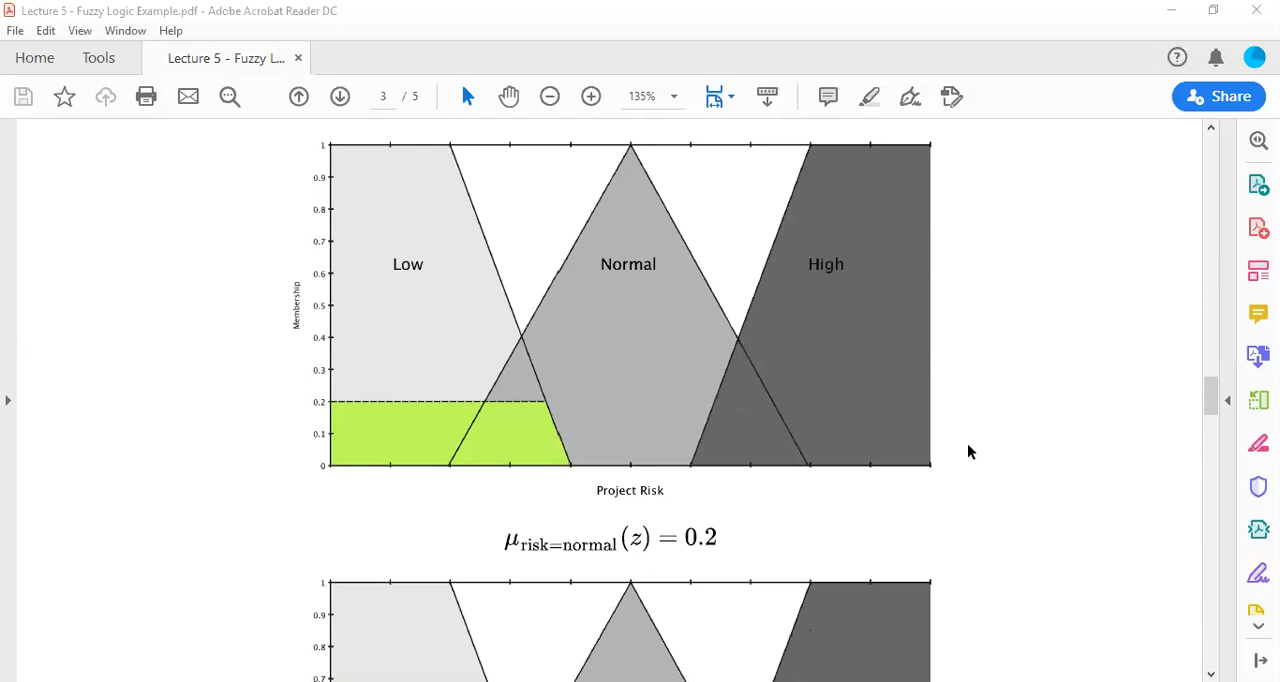 Lecture 5 - Fuzzy Logic Example.pdf - Adobe Acrobat Reader DC
File Edit View Window Help
Home Tools Lecture 5 - Fuzzy L... ×
3 / 5 135% Share
1
0.9
0.8
0.7
0.6
0.5
0.4
0.3
0.2
0.1
0
Membership
Low Normal High
Project Risk
μrisk=normal(z) = 0.2
1
0.9
0.8
0.7